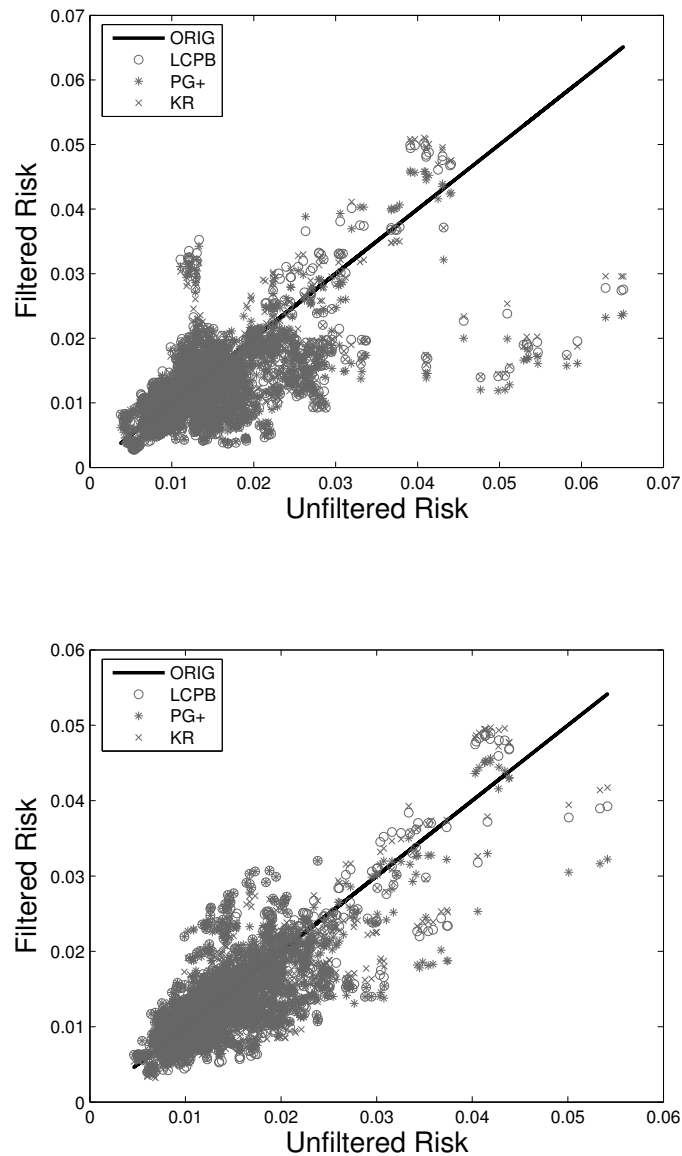 0.07
0.06
0.05
0.04
0.03
0.02
0.01
0
Filtered Risk
ORIG
LCPB
PG+
KR
0 0.01 0.02 0.03 0.04 0.05 0.06 0.07
Unfiltered Risk
0.06
0.05
0.04
0.03
0.02
0.01
0
Filtered Risk
ORIG
LCPB
PG+
KR
0 0.01 0.02 0.03 0.04 0.05 0.06
Unfiltered Risk